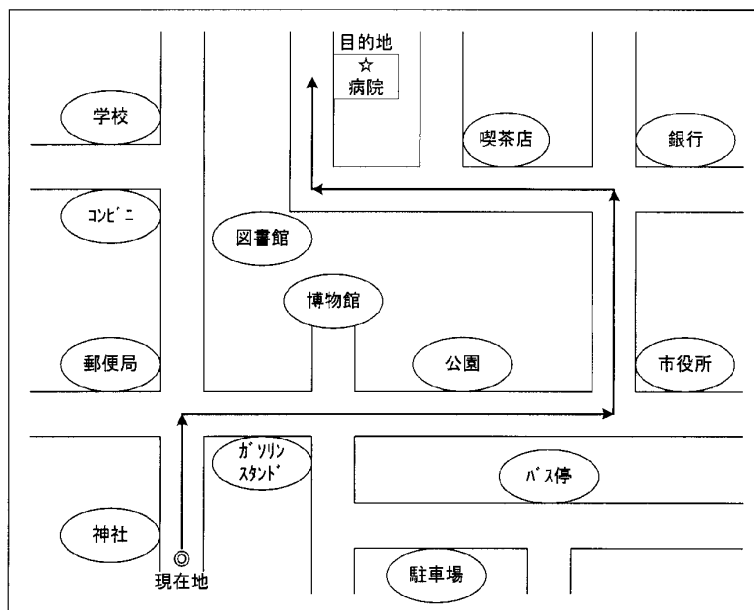 目的地
☆
病院
学校
喫茶店
銀行
コンビニ
図書館
博物館
郵便局
公園
市役所
ガソリン
スタンド
バス停
神社
現在地
駐車場